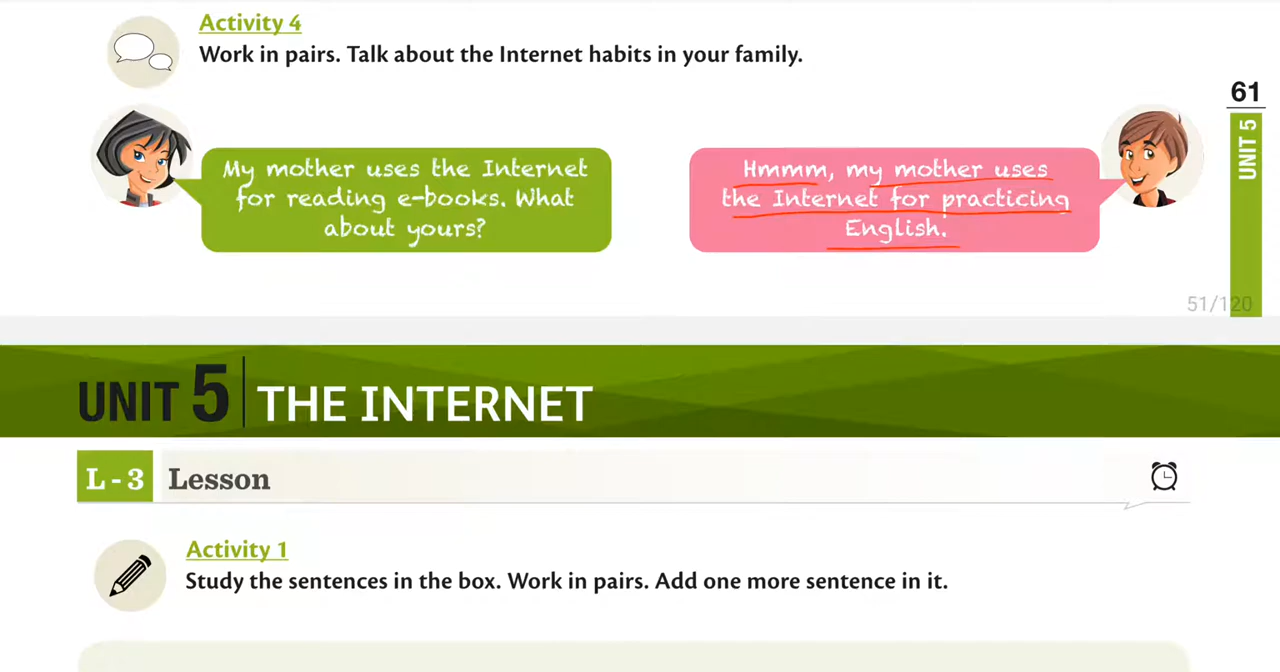 Activity 4
Work in pairs. Talk about the Internet habits in your family.
61
UNIT 5
My mother uses the Internet
for reading e-books. What
about yours?
Hmmm, my mother uses
the Internet for practicing
English.
51/120
UNIT 5 THE INTERNET
L - 3 Lesson
Activity 1
Study the sentences in the box. Work in pairs. Add one more sentence in it.